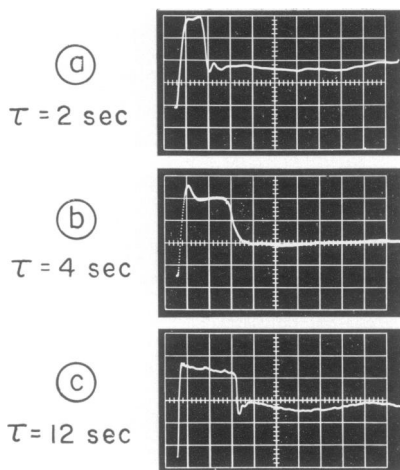 a
τ = 2 sec
b
τ = 4 sec
c
τ = 12 sec